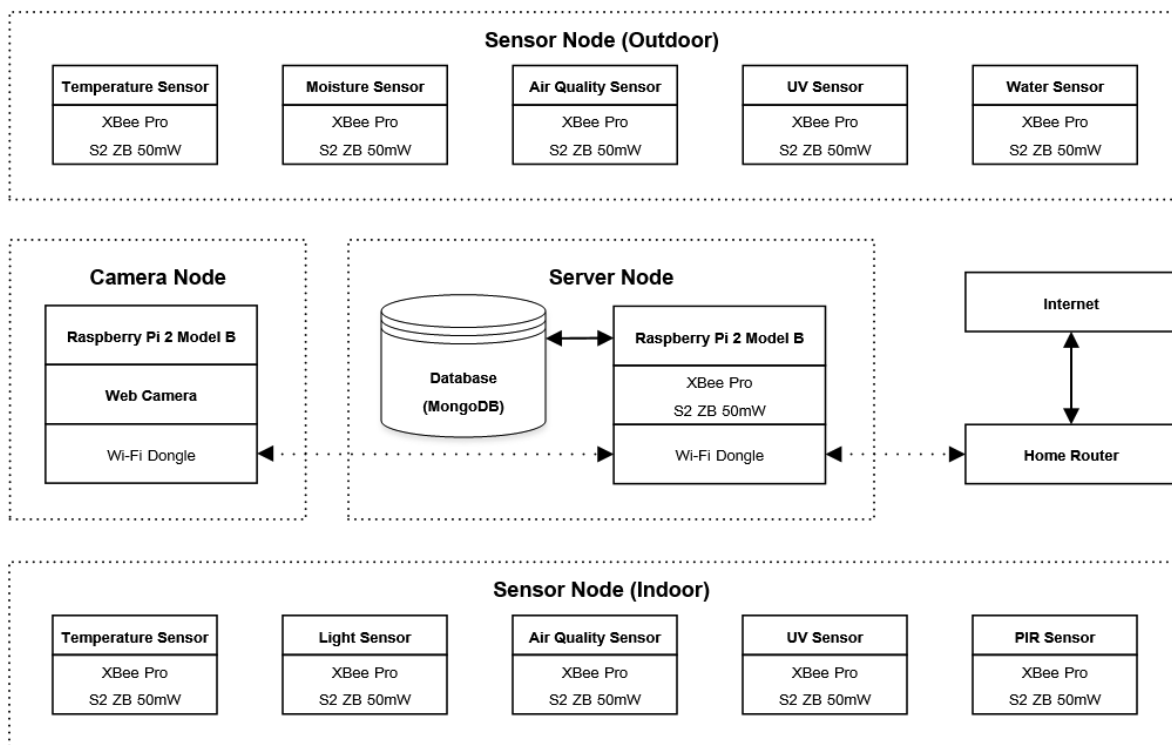 Sensor Node (Outdoor)
Temperature Sensor
XBee Pro
S2 ZB 50mW
Moisture Sensor
XBee Pro
S2 ZB 50mW
Air Quality Sensor
XBee Pro
S2 ZB 50mW
UV Sensor
XBee Pro
S2 ZB 50mW
Water Sensor
XBee Pro
S2 ZB 50mW
Camera Node
Raspberry Pi 2 Model B
Web Camera
Wi-Fi Dongle
Server Node
Database
(MongoDB)
Raspberry Pi 2 Model B
XBee Pro
S2 ZB 50mW
Wi-Fi Dongle
Internet
Home Router
Sensor Node (Indoor)
Temperature Sensor
XBee Pro
S2 ZB 50mW
Light Sensor
XBee Pro
S2 ZB 50mW
Air Quality Sensor
XBee Pro
S2 ZB 50mW
UV Sensor
XBee Pro
S2 ZB 50mW
PIR Sensor
XBee Pro
S2 ZB 50mW